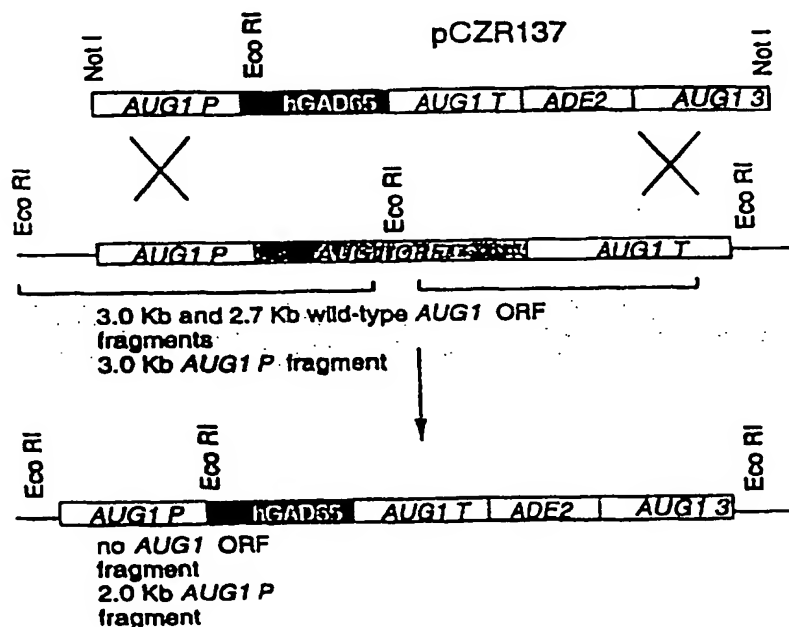 pCZR137
Not I
Eco RI
Not I
AUG1 P hGAD65 AUG1 T ADE2 AUG1 3
Eco RI
Eco RI
Eco RI
AUG1 P AUG1 ORF AUG1 T
3.0 Kb and 2.7 Kb wild-type AUG1 ORF
fragments
3.0 Kb AUG1 P fragment
Eco RI
Eco RI
Eco RI
AUG1 P hGAD65 AUG1 T ADE2 AUG1 3
no AUG1 ORF
fragment
2.0 Kb AUG1 P
fragment